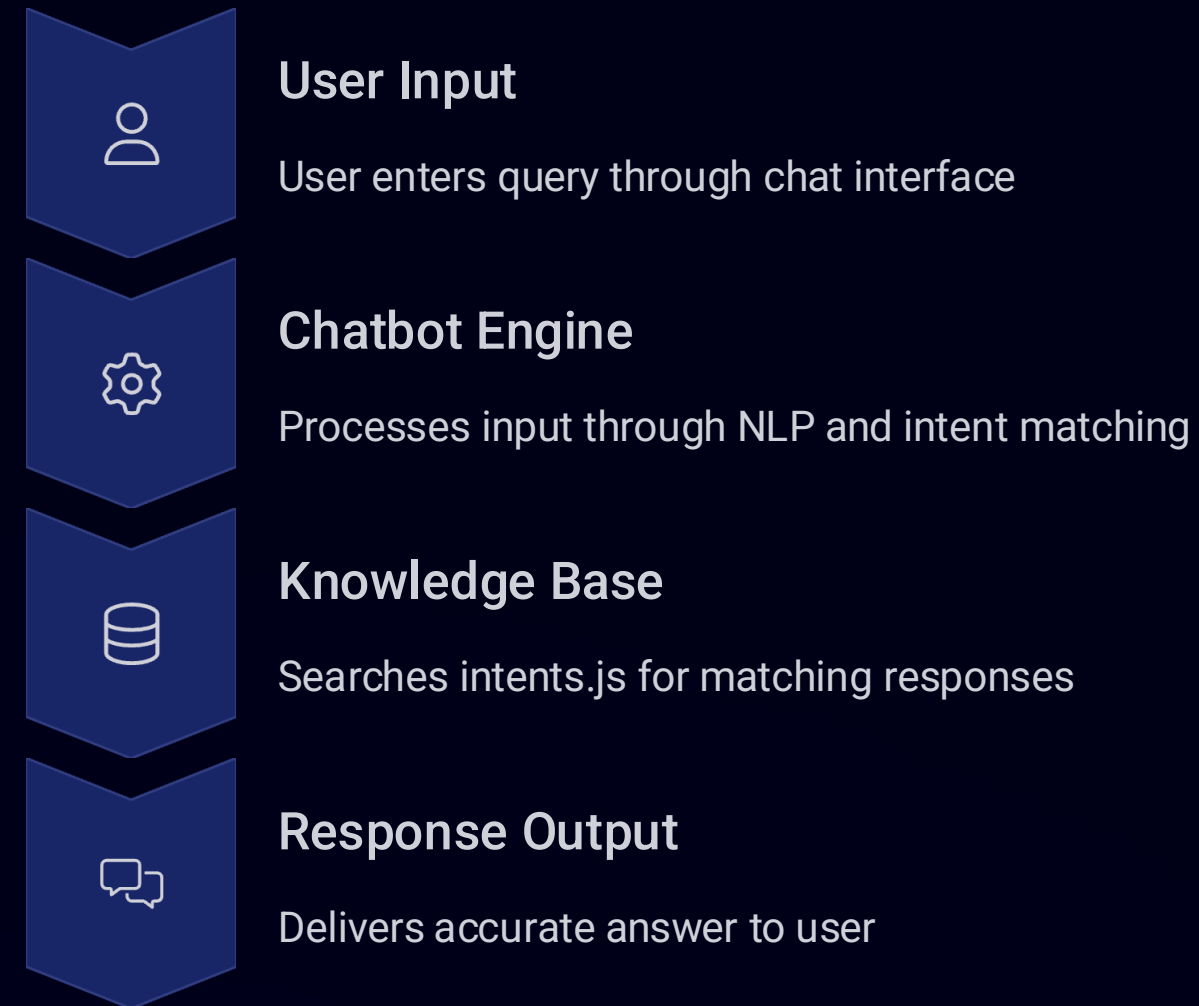 User Input
User enters query through chat interface
Chatbot Engine
Processes input through NLP and intent matching
Knowledge Base
Searches intents.js for matching responses
Response Output
Delivers accurate answer to user